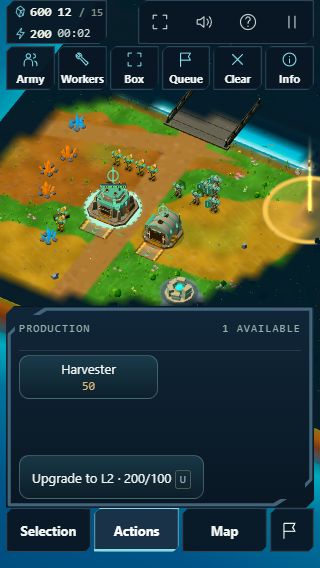 600 12 / 15
200 00:02
Army
Workers
Box
Queue
Clear
Info
PRODUCTION
1 AVAILABLE
Harvester
50
Upgrade to L2 · 200/100 U
Selection
Actions
Map